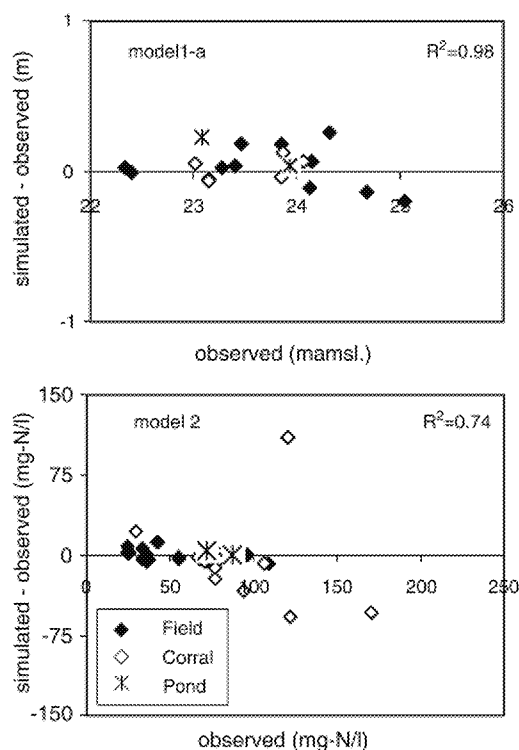 1
model1-a
R²=0.98
simulated - observed (m)
0
22 23 24 25 26
-1
observed (mamsl.)
150
model 2
R²=0.74
simulated - observed (mg-N/l)
75
0
0 50 100 150 200 250
-75
Field
Corral
Pond
-150
observed (mg-N/l)